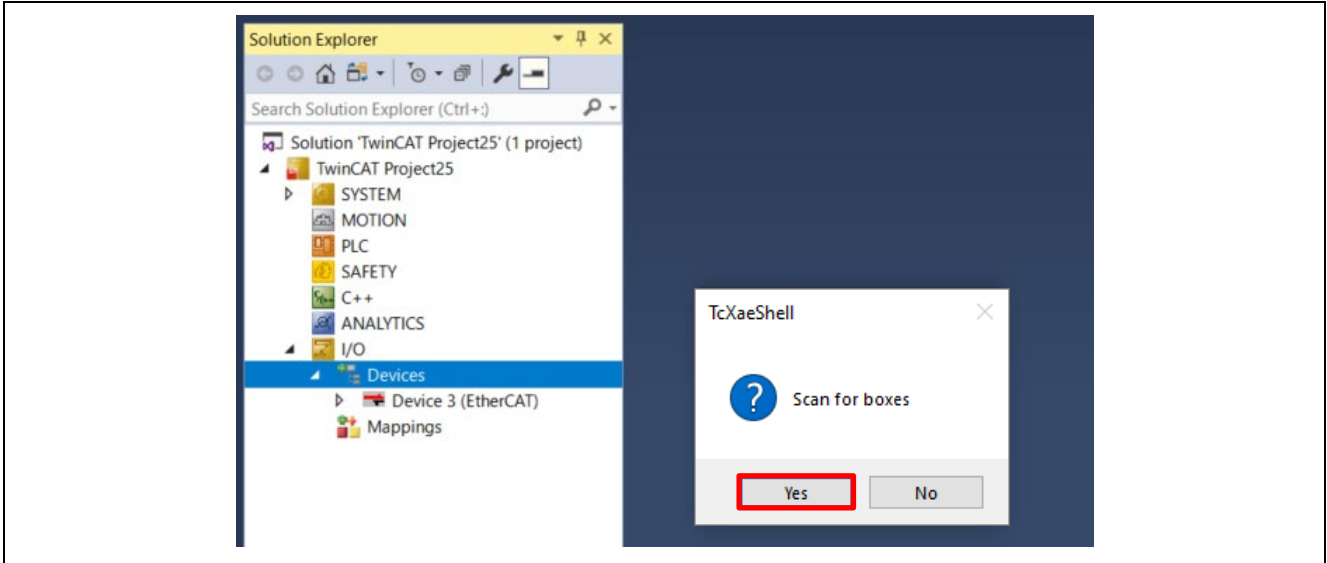 Solution Explorer
Search Solution Explorer (Ctrl+:)
Solution 'TwinCAT Project25' (1 project)
TwinCAT Project25
SYSTEM
MOTION
PLC
SAFETY
C++
ANALYTICS
I/O
Devices
Device 3 (EtherCAT)
Mappings
TcXaeShell
Scan for boxes
Yes No